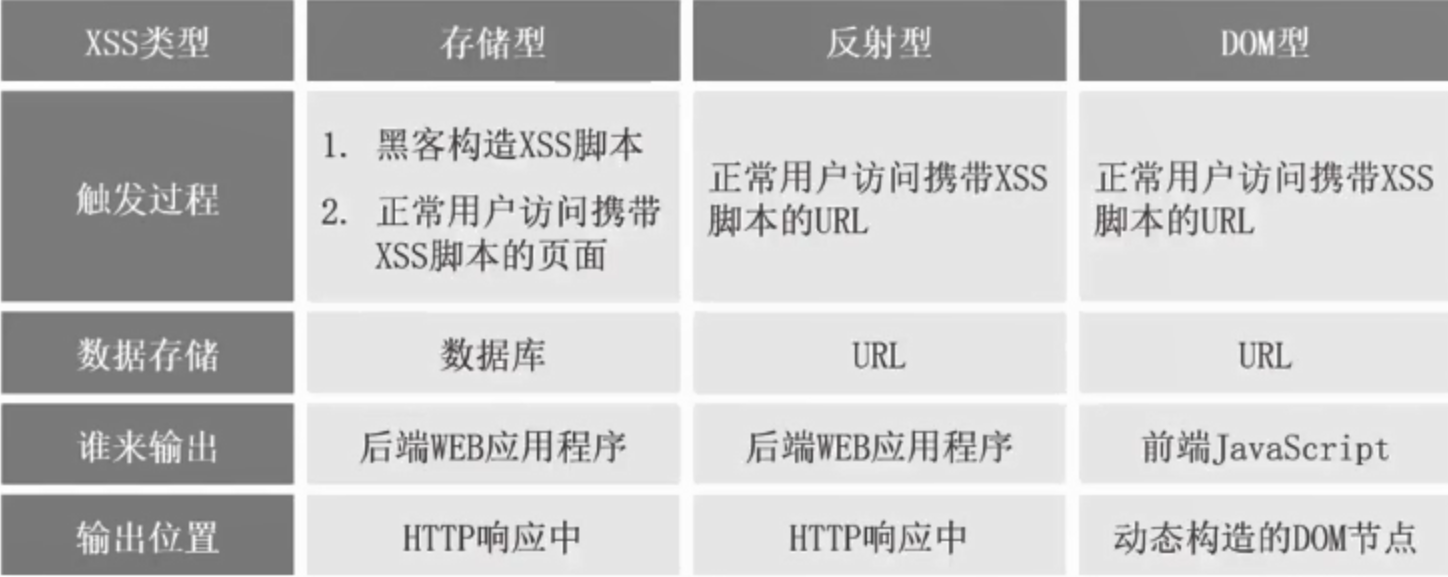 XSS类型
存储型
反射型
DOM型
触发过程
1. 黑客构造XSS脚本
2. 正常用户访问携带
XSS脚本的页面
正常用户访问携带XSS
脚本的URL
正常用户访问携带XSS
脚本的URL
数据存储
数据库
URL
URL
谁来输出
后端WEB应用程序
后端WEB应用程序
前端JavaScript
输出位置
HTTP响应中
HTTP响应中
动态构造的DOM节点